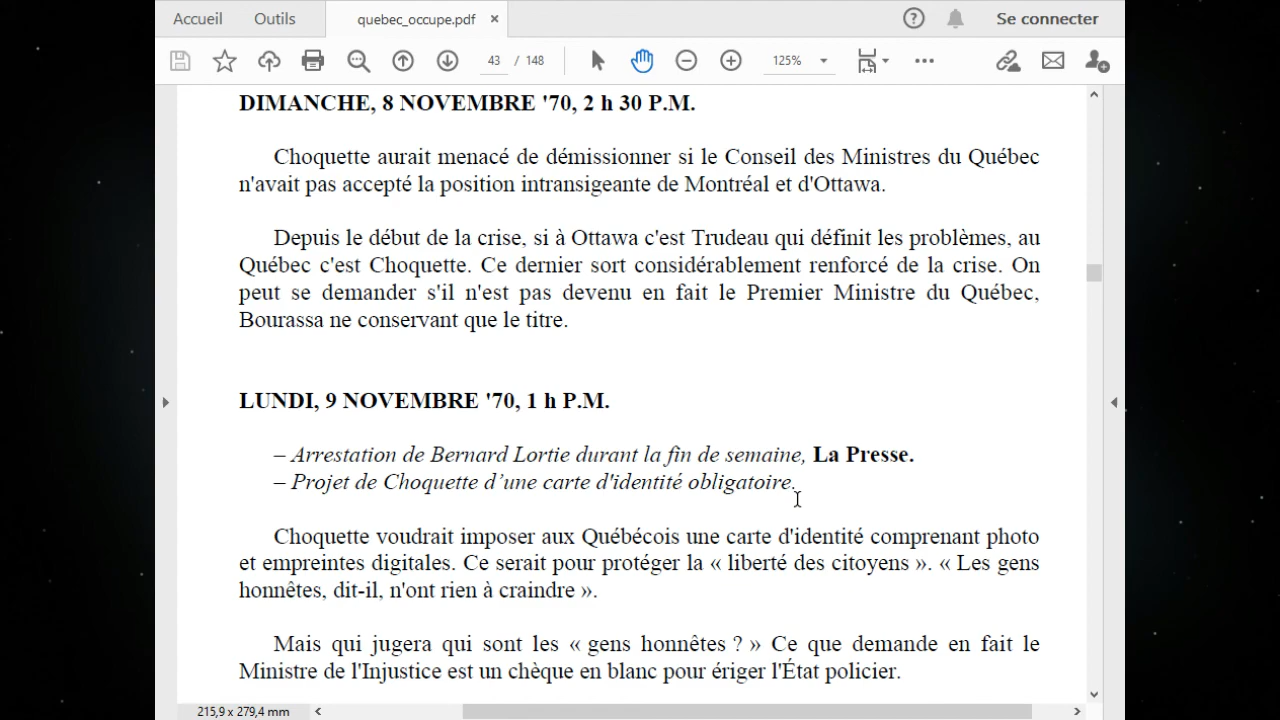 Accueil Outils quebec_occupe.pdf × ? Se connecter
43 / 148 125%
DIMANCHE, 8 NOVEMBRE '70, 2 h 30 P.M.
Choquette aurait menacé de démissionner si le Conseil des Ministres du Québec
n'avait pas accepté la position intransigeante de Montréal et d'Ottawa.
Depuis le début de la crise, si à Ottawa c'est Trudeau qui définit les problèmes, au
Québec c'est Choquette. Ce dernier sort considérablement renforcé de la crise. On
peut se demander s'il n'est pas devenu en fait le Premier Ministre du Québec,
Bourassa ne conservant que le titre.
LUNDI, 9 NOVEMBRE '70, 1 h P.M.
– Arrestation de Bernard Lortie durant la fin de semaine, La Presse.
– Projet de Choquette d’une carte d'identité obligatoire.
Choquette voudrait imposer aux Québécois une carte d'identité comprenant photo
et empreintes digitales. Ce serait pour protéger la « liberté des citoyens ». « Les gens
honnêtes, dit-il, n'ont rien à craindre ».
Mais qui jugera qui sont les « gens honnêtes ? » Ce que demande en fait le
Ministre de l'Injustice est un chèque en blanc pour ériger l'État policier.
215,9 x 279,4 mm